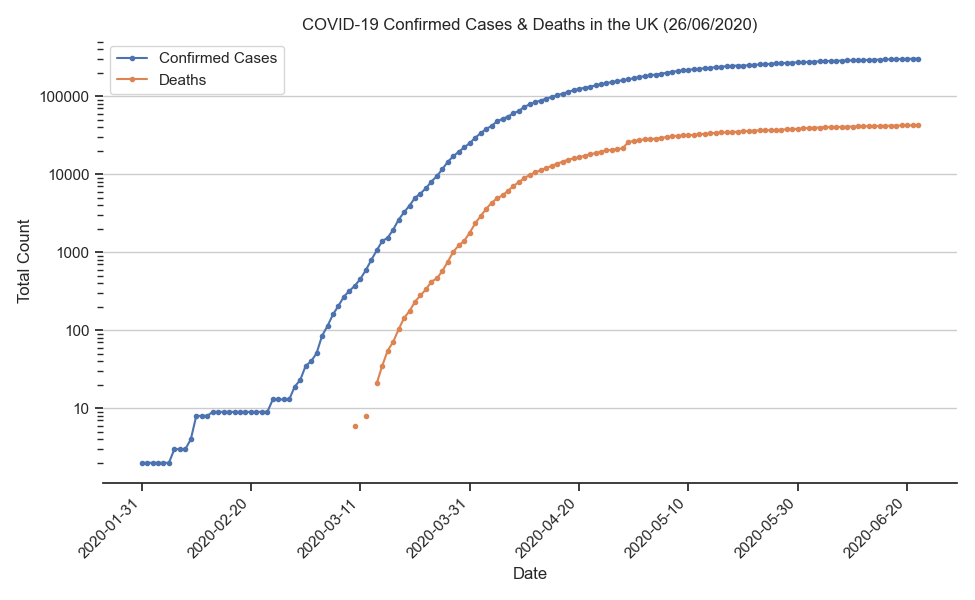 COVID-19 Confirmed Cases & Deaths in the UK (26/06/2020)
Confirmed Cases
Deaths
100000
10000
1000
100
10
Total Count
2020-01-31
2020-02-20
2020-03-11
2020-03-31
2020-04-20
2020-05-10
2020-05-30
2020-06-20
Date